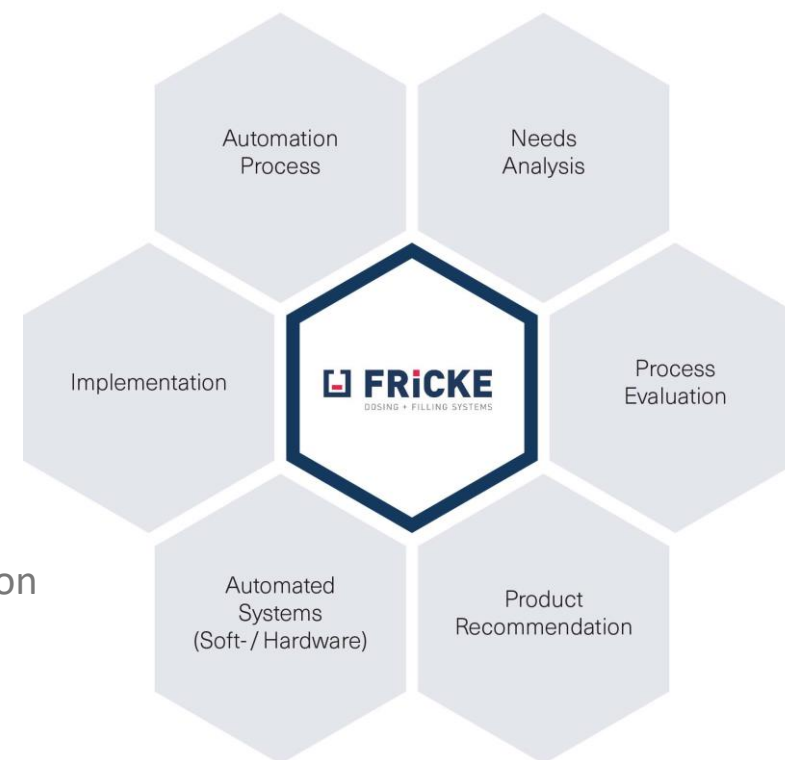 Automation
Process
Needs
Analysis
Implementation
FRiCKE
DOSING + FILLING SYSTEMS
Process
Evaluation
on
Automated
Systems
(Soft- / Hardware)
Product
Recommendation